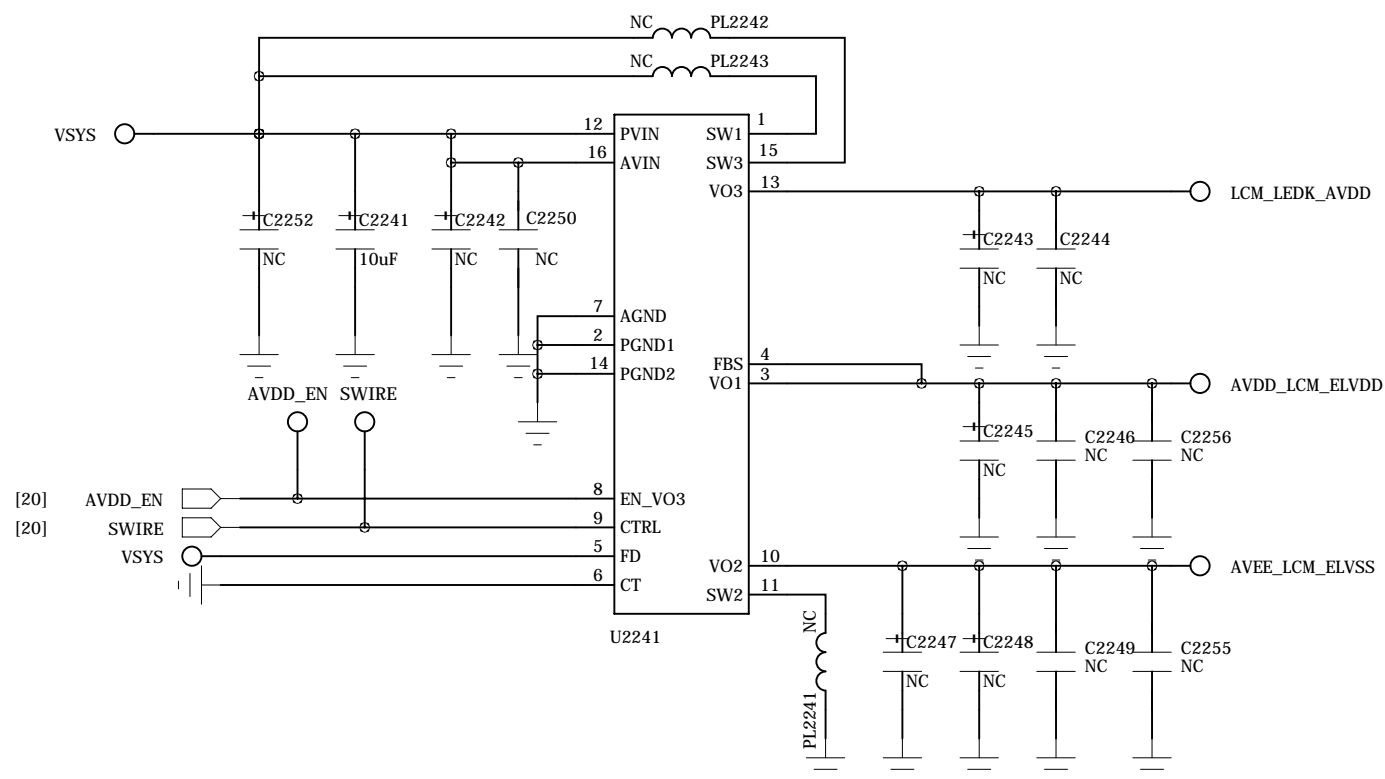 NC PL2242
NC PL2243
VSYS
12 PVIN SW1 1
16 AVIN SW3 15
VO3 13
LCM_LEDK_AVDD
C2252
NC
C2241
10uF
C2242
NC
C2250
NC
C2243
NC
C2244
NC
7 AGND
2 PGND1
14 PGND2
FBS 4
VO1 3
AVDD_LCM_ELVDD
AVDD_EN SWIRE
C2245
NC
C2246
NC
C2256
NC
[20] AVDD_EN 8 EN_VO3
[20] SWIRE 9 CTRL
VSYS 5 FD
6 CT
VO2 10
SW2 11
AVEE_LCM_ELVSS
U2241
NC
PL2241
C2247
NC
C2248
NC
C2249
NC
C2255
NC